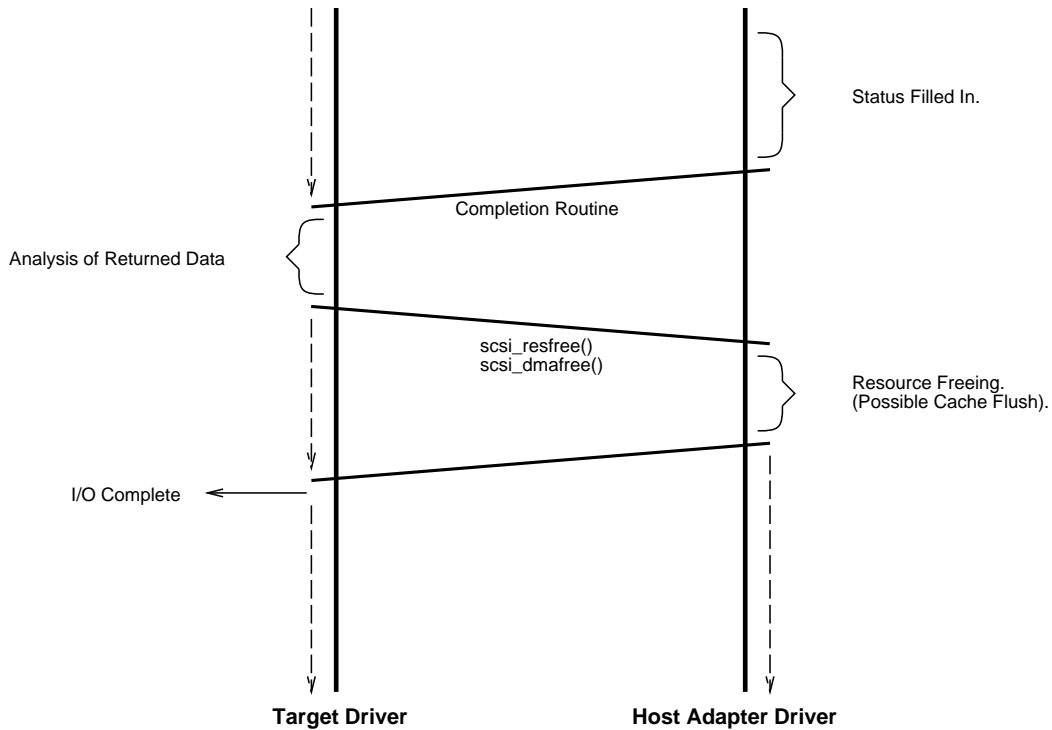 Status Filled In.
Completion Routine
Analysis of Returned Data
scsi_resfree()
scsi_dmafree()
Resource Freeing.
(Possible Cache Flush).
I/O Complete
Target Driver
Host Adapter Driver